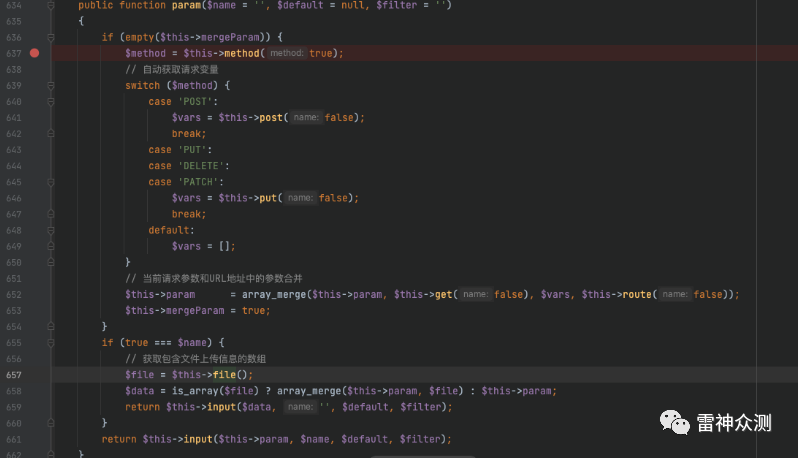 634 public function param($name = '', $default = null, $filter = '')
635 {
636 if (empty($this->mergeParam)) {
637 $method = $this->method( method: true);
638 // 自动获取请求变量
639 switch ($method) {
640 case 'POST':
641 $vars = $this->post( name: false);
642 break;
643 case 'PUT':
644 case 'DELETE':
645 case 'PATCH':
646 $vars = $this->put( name: false);
647 break;
648 default:
649 $vars = [];
650 }
651 // 当前请求参数和URL地址中的参数合并
652 $this->param = array_merge($this->param, $this->get( name: false), $vars, $this->route( name: false));
653 $this->mergeParam = true;
654 }
655 if (true === $name) {
656 // 获取包含文件上传信息的数组
657 $file = $this->file();
658 $data = is_array($file) ? array_merge($this->param, $file) : $this->param;
659 return $this->input($data, name: '', $default, $filter);
660 }
661 return $this->input($this->param, $name, $default, $filter);
662 }
雷神众测